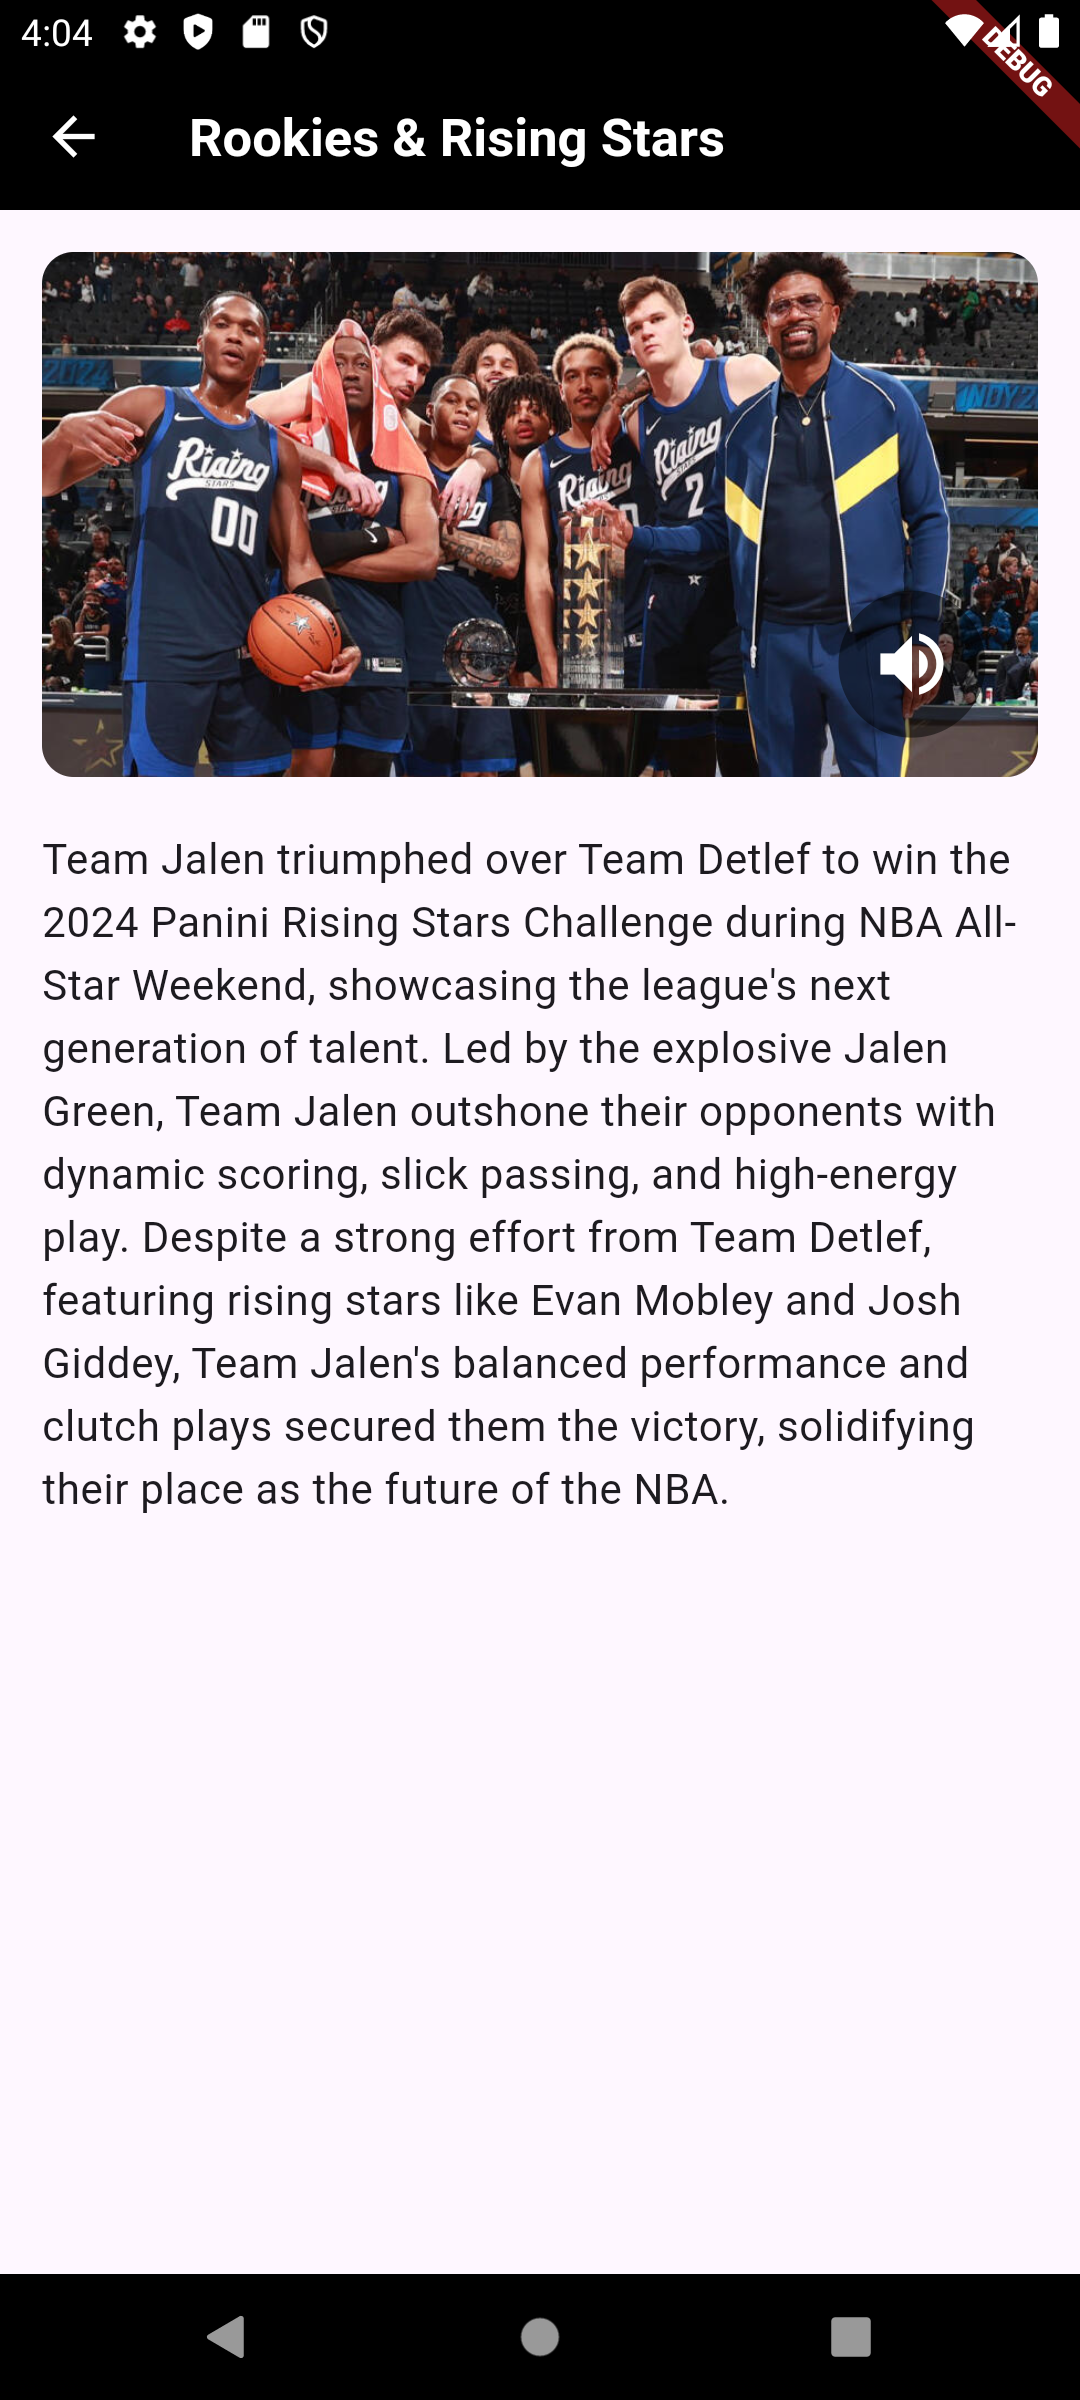 4:04
DEBUG
Rookies & Rising Stars
2024
INDY 2
Rising
STARS
00
Rising
STARS
2
Rising
Team Jalen triumphed over Team Detlef to win the
2024 Panini Rising Stars Challenge during NBA All-
Star Weekend, showcasing the league's next
generation of talent. Led by the explosive Jalen
Green, Team Jalen outshone their opponents with
dynamic scoring, slick passing, and high-energy
play. Despite a strong effort from Team Detlef,
featuring rising stars like Evan Mobley and Josh
Giddey, Team Jalen's balanced performance and
clutch plays secured them the victory, solidifying
their place as the future of the NBA.